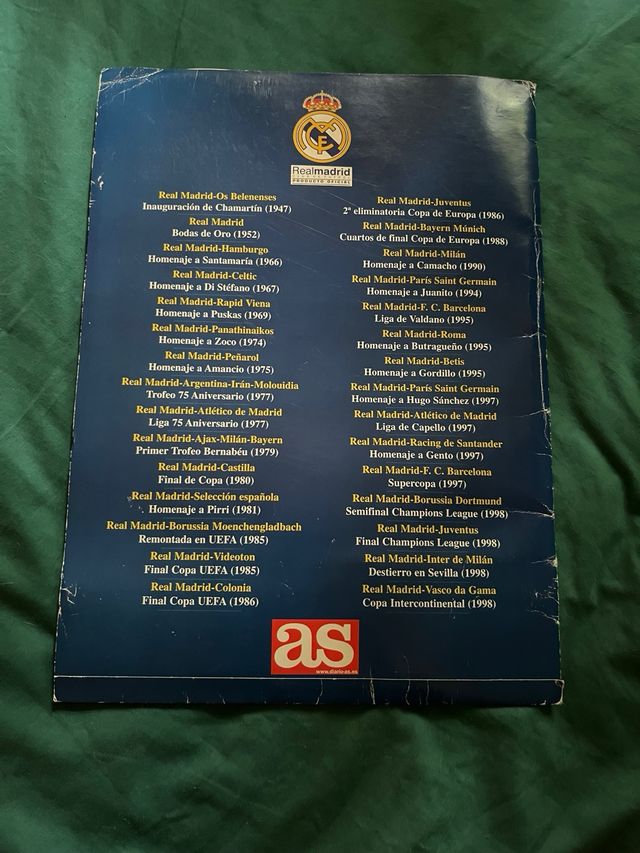 Realmadrid
PRODUCTO OFICIAL
Real Madrid-Os Belenenses
Inauguración de Chamartín (1947)
Real Madrid
Bodas de Oro (1952)
Real Madrid-Hamburgo
Homenaje a Santamaría (1966)
Real Madrid-Celtic
Homenaje a Di Stéfano (1967)
Real Madrid-Rapid Viena
Homenaje a Puskas (1969)
Real Madrid-Panathinaikos
Homenaje a Zoco (1974)
Real Madrid-Peñarol
Homenaje a Amancio (1975)
Real Madrid-Argentina-Irán-Molouidia
Trofeo 75 Aniversario (1977)
Real Madrid-Atlético de Madrid
Liga 75 Aniversario (1977)
Real Madrid-Ajax-Milán-Bayern
Primer Trofeo Bernabéu (1979)
Real Madrid-Castilla
Final de Copa (1980)
Real Madrid-Selección española
Homenaje a Pirri (1981)
Real Madrid-Borussia Moenchengladbach
Remontada en UEFA (1985)
Real Madrid-Videoton
Final Copa UEFA (1985)
Real Madrid-Colonia
Final Copa UEFA (1986)
Real Madrid-Juventus
2ª eliminatoria Copa de Europa (1986)
Real Madrid-Bayern Múnich
Cuartos de final Copa de Europa (1988)
Real Madrid-Milán
Homenaje a Camacho (1990)
Real Madrid-París Saint Germain
Homenaje a Juanito (1994)
Real Madrid-F. C. Barcelona
Liga de Valdano (1995)
Real Madrid-Roma
Homenaje a Butragueño (1995)
Real Madrid-Betis
Homenaje a Gordillo (1995)
Real Madrid-París Saint Germain
Homenaje a Hugo Sánchez (1997)
Real Madrid-Atlético de Madrid
Liga de Capello (1997)
Real Madrid-Racing de Santander
Homenaje a Gento (1997)
Real Madrid-F. C. Barcelona
Supercopa (1997)
Real Madrid-Borussia Dortmund
Semifinal Champions League (1998)
Real Madrid-Juventus
Final Champions League (1998)
Real Madrid-Inter de Milán
Destierro en Sevilla (1998)
Real Madrid-Vasco da Gama
Copa Intercontinental (1998)
as
www.diario-as.es